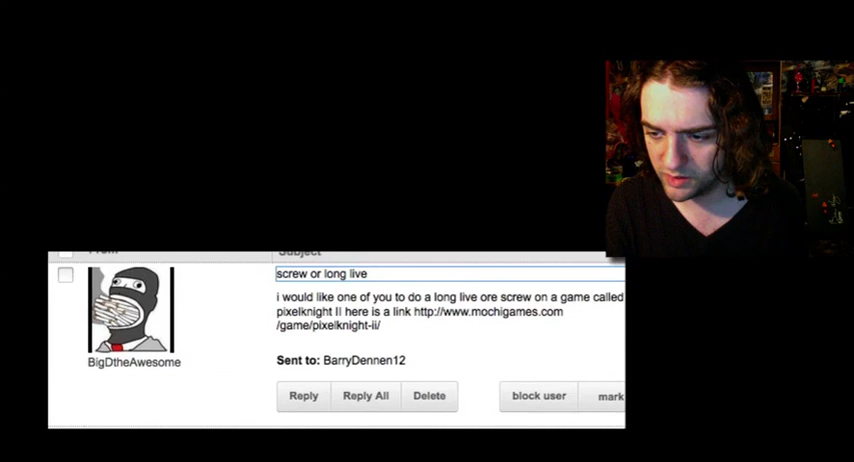 Subject
screw or long live
i would like one of you to do a long live ore screw on a game called
pixelknight II here is a link http://www.mochigames.com
/game/pixelknight-ii/
BigDtheAwesome
Sent to: BarryDennen12
Reply Reply All Delete block user mark